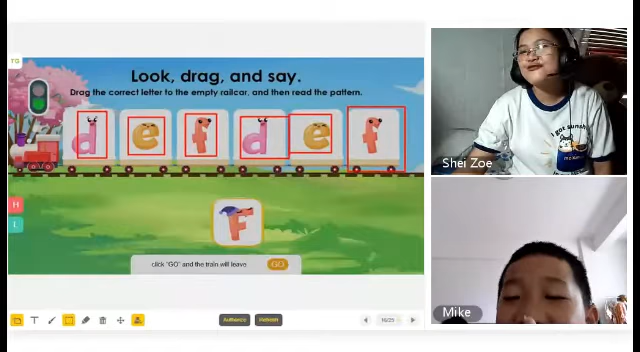 TG
Look, drag, and say.
Drag the correct letter to the empty railcar, and then read the pattern.
d e f d e f
F
click "GO" and the train will leave GO
Shei Zoe
Mike